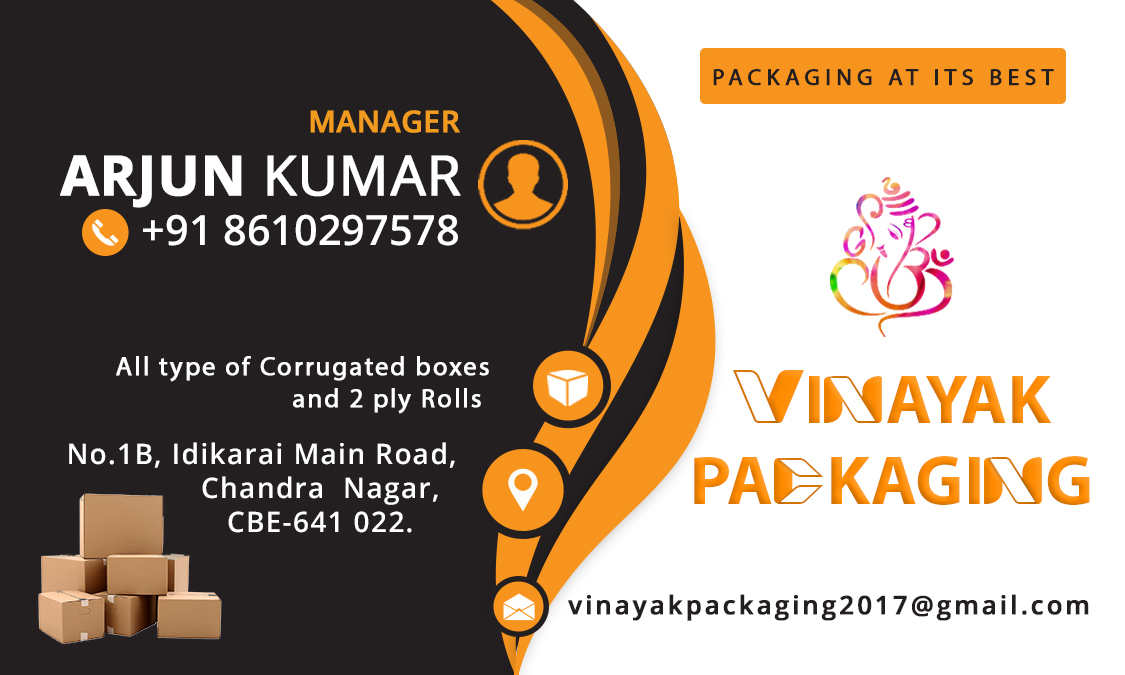 MANAGER
ARJUN KUMAR
+91 8610297578
All type of Corrugated boxes
and 2 ply Rolls
No.1B, Idikarai Main Road,
Chandra Nagar,
CBE-641 022.
PACKAGING AT ITS BEST
VINAYAK
PACKAGING
vinayakpackaging2017@gmail.com